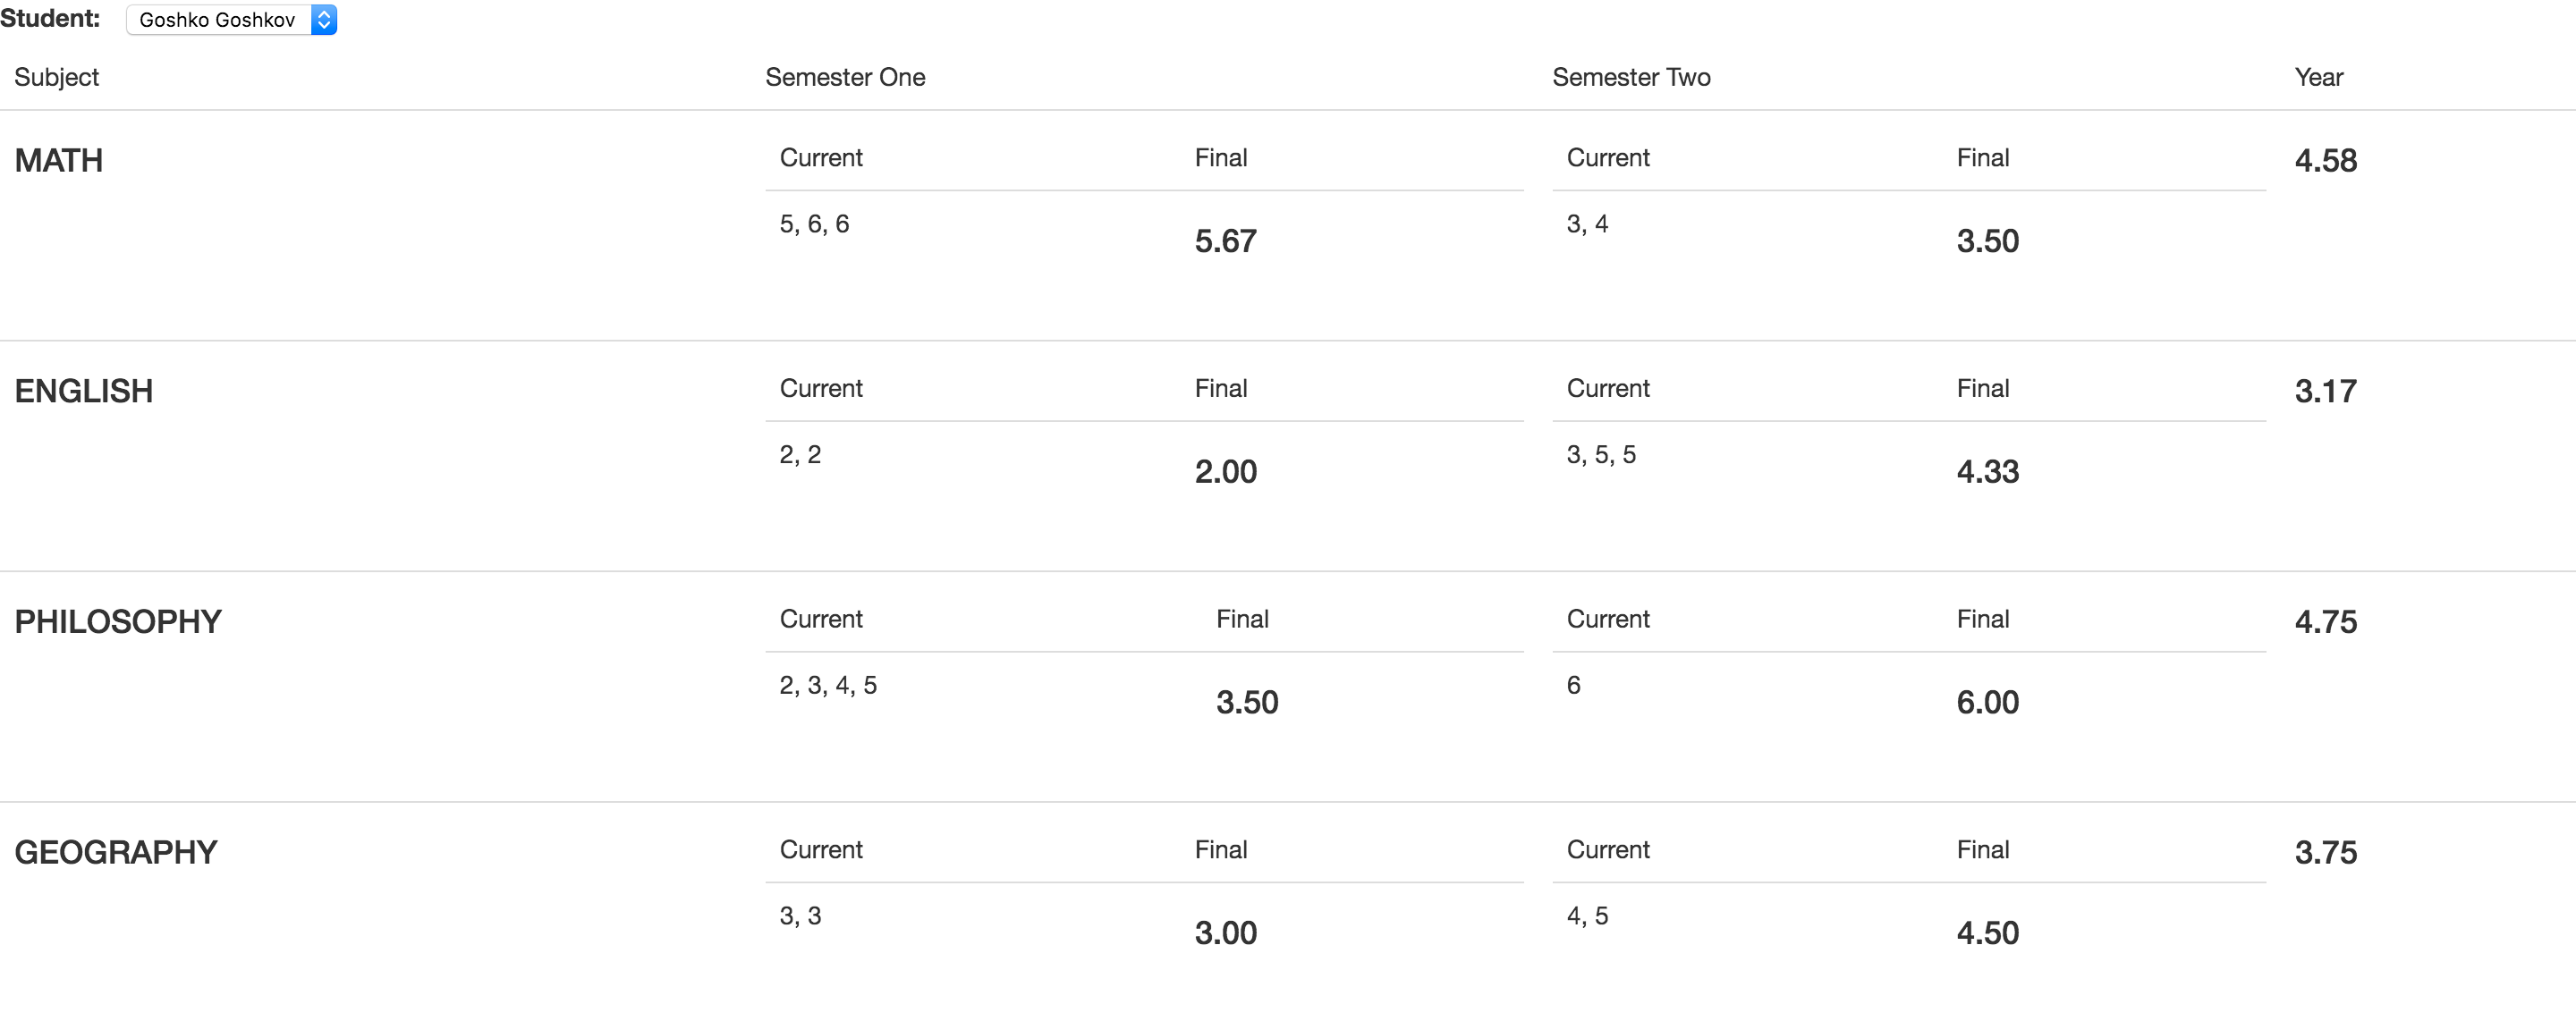 Student: Goshko Goshkov
Subject Semester One Semester Two Year
MATH Current Final Current Final 4.58
5, 6, 6 5.67 3, 4 3.50
ENGLISH Current Final Current Final 3.17
2, 2 2.00 3, 5, 5 4.33
PHILOSOPHY Current Final Current Final 4.75
2, 3, 4, 5 3.50 6 6.00
GEOGRAPHY Current Final Current Final 3.75
3, 3 3.00 4, 5 4.50